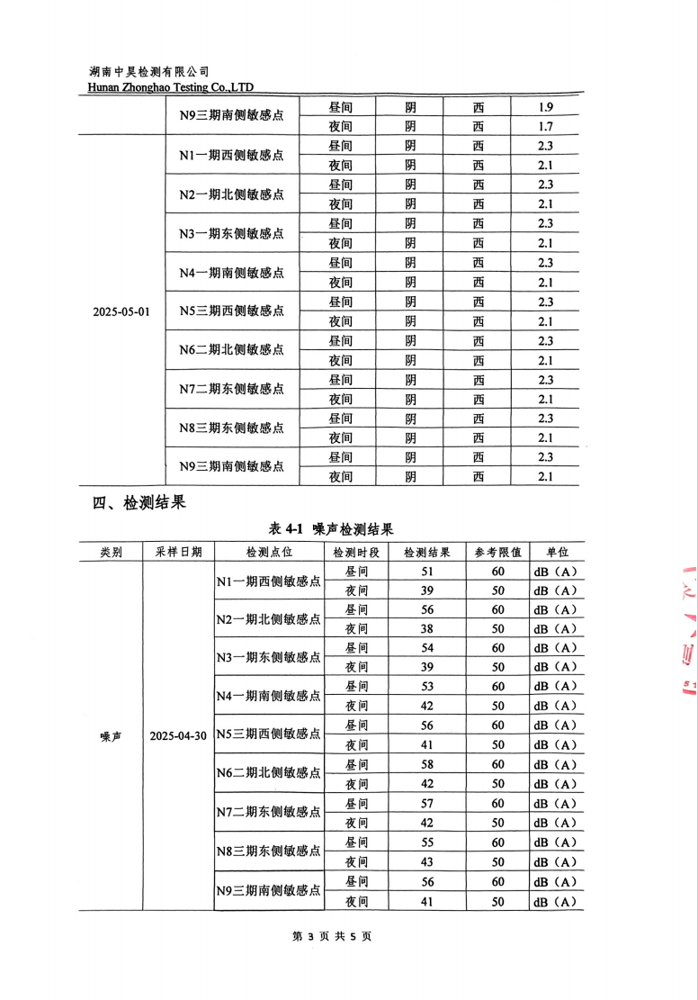 湖南中昊检测有限公司
Hunan Zhonghao Testing Co.,LTD
N9三期南侧敏感点 昼间 阴 西 1.9
夜间 阴 西 1.7
2025-05-01 N1一期西侧敏感点 昼间 阴 西 2.3
夜间 阴 西 2.1
N2一期北侧敏感点 昼间 阴 西 2.3
夜间 阴 西 2.1
N3一期东侧敏感点 昼间 阴 西 2.3
夜间 阴 西 2.1
N4一期南侧敏感点 昼间 阴 西 2.3
夜间 阴 西 2.1
N5三期西侧敏感点 昼间 阴 西 2.3
夜间 阴 西 2.1
N6二期北侧敏感点 昼间 阴 西 2.3
夜间 阴 西 2.1
N7二期东侧敏感点 昼间 阴 西 2.3
夜间 阴 西 2.1
N8三期东侧敏感点 昼间 阴 西 2.3
夜间 阴 西 2.1
N9三期南侧敏感点 昼间 阴 西 2.3
夜间 阴 西 2.1
四、检测结果
表 4-1 噪声检测结果
类别 采样日期 检测点位 检测时段 检测结果 参考限值 单位
噪声 2025-04-30 N1一期西侧敏感点 昼间 51 60 dB（A）
夜间 39 50 dB（A）
N2一期北侧敏感点 昼间 56 60 dB（A）
夜间 38 50 dB（A）
N3一期东侧敏感点 昼间 54 60 dB（A）
夜间 39 50 dB（A）
N4一期南侧敏感点 昼间 53 60 dB（A）
夜间 42 50 dB（A）
N5三期西侧敏感点 昼间 56 60 dB（A）
夜间 41 50 dB（A）
N6二期北侧敏感点 昼间 58 60 dB（A）
夜间 42 50 dB（A）
N7二期东侧敏感点 昼间 57 60 dB（A）
夜间 42 50 dB（A）
N8三期东侧敏感点 昼间 55 60 dB（A）
夜间 43 50 dB（A）
N9三期南侧敏感点 昼间 56 60 dB（A）
夜间 41 50 dB（A）
第 3 页 共 5 页